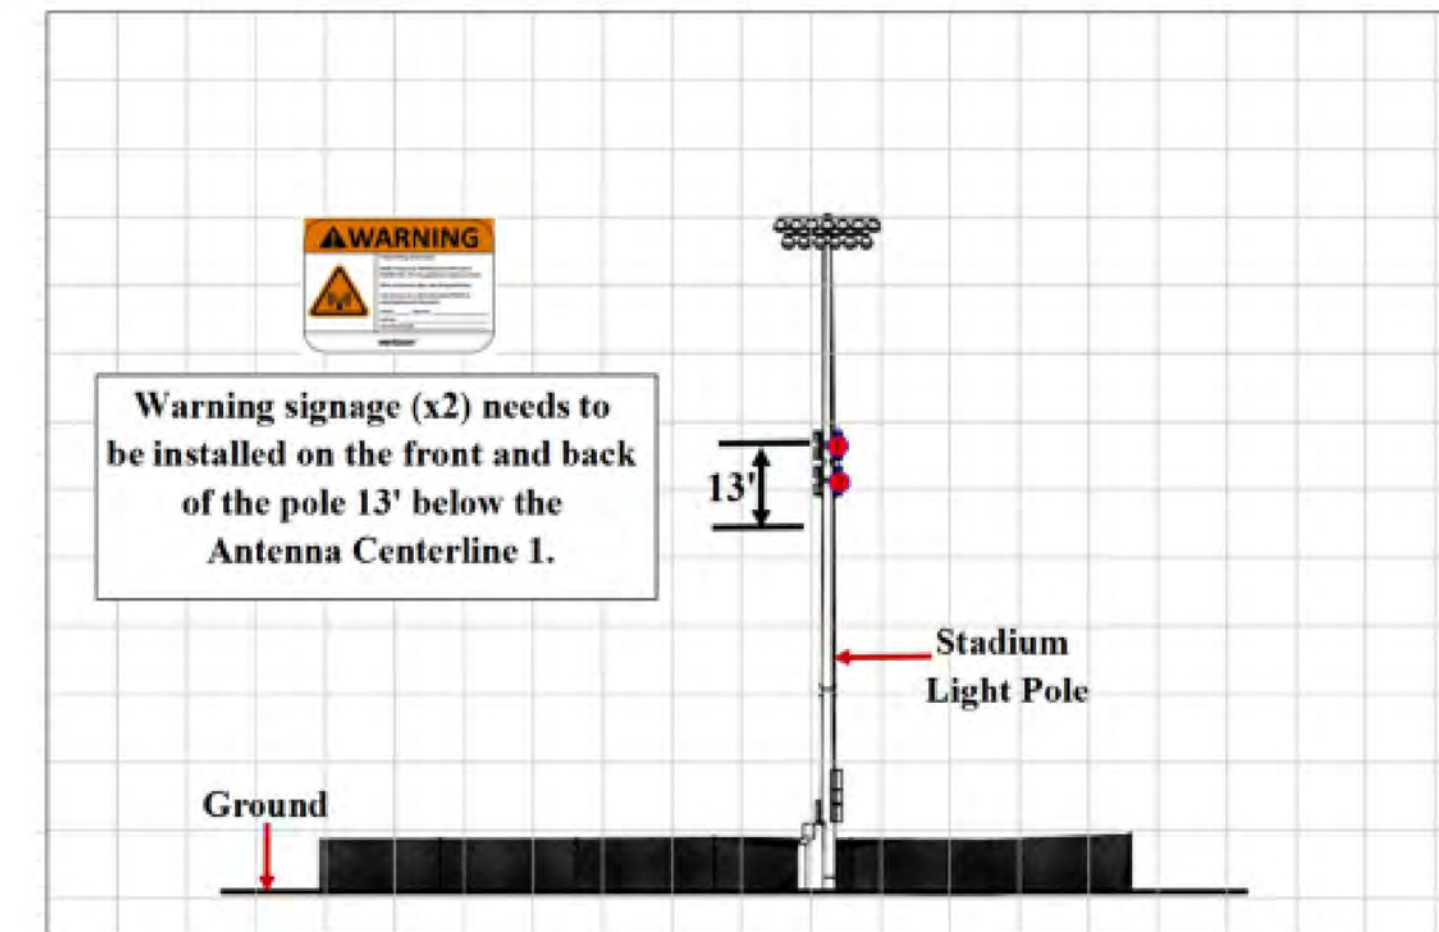 WARNING
Warning signage (x2) needs to
be installed on the front and back
of the pole 13' below the
Antenna Centerline 1.
13'
Stadium
Light Pole
Ground